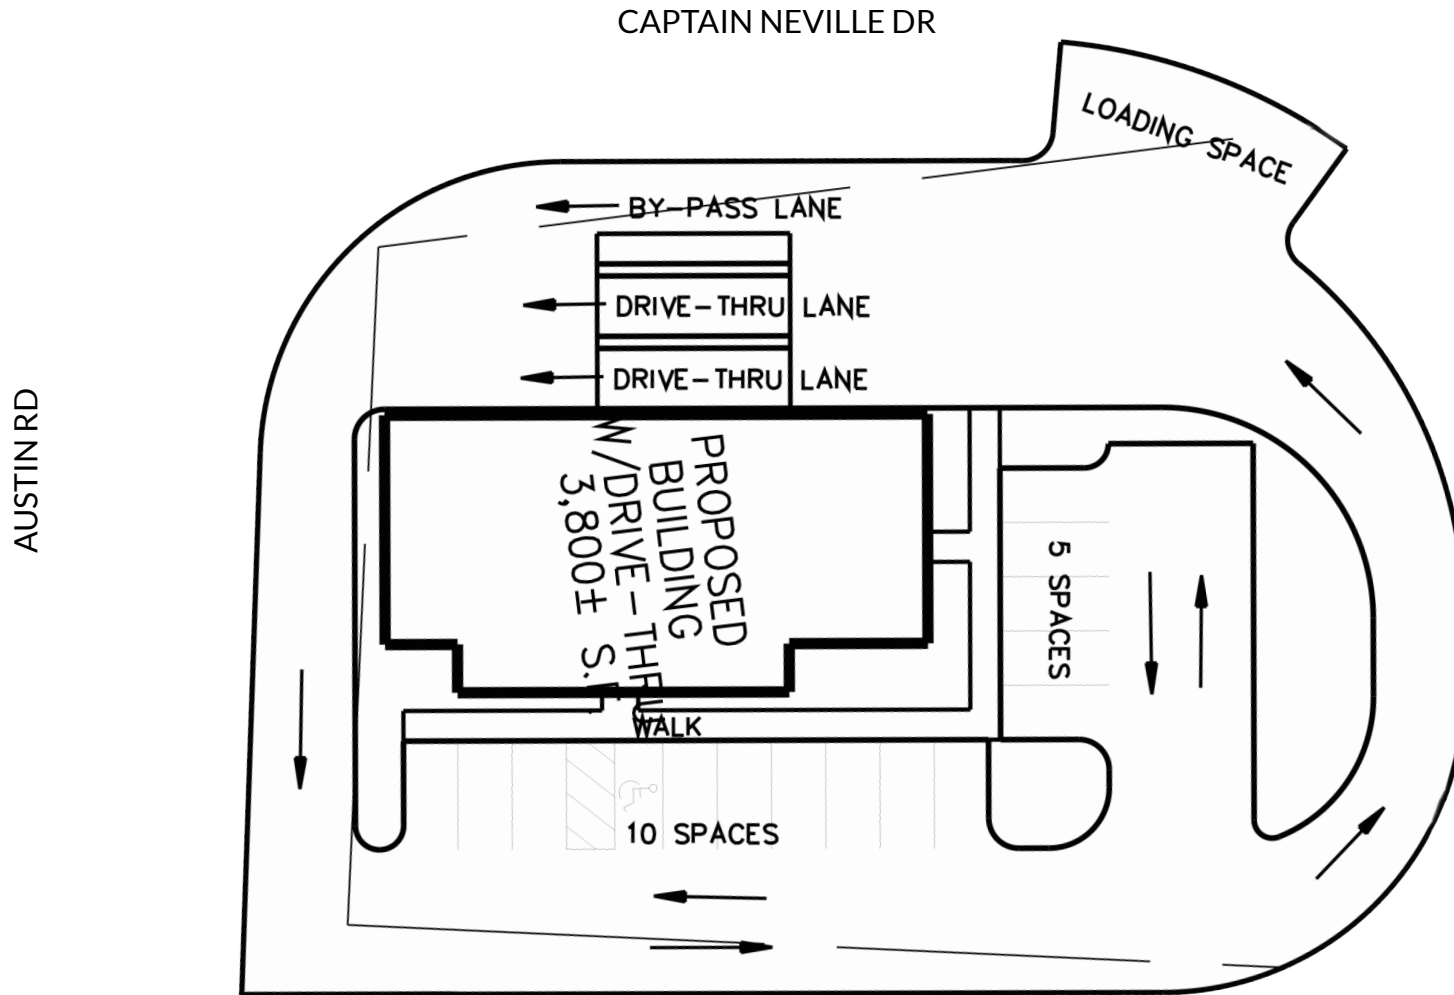 CAPTAIN NEVILLE DR
LOADING SPACE
BY-PASS LANE
DRIVE-THRU LANE
DRIVE-THRU LANE
AUSTIN RD
PROPOSED
BUILDING
W/DRIVE-THRU
3,800± S.F
5 SPACES
WALK
10 SPACES